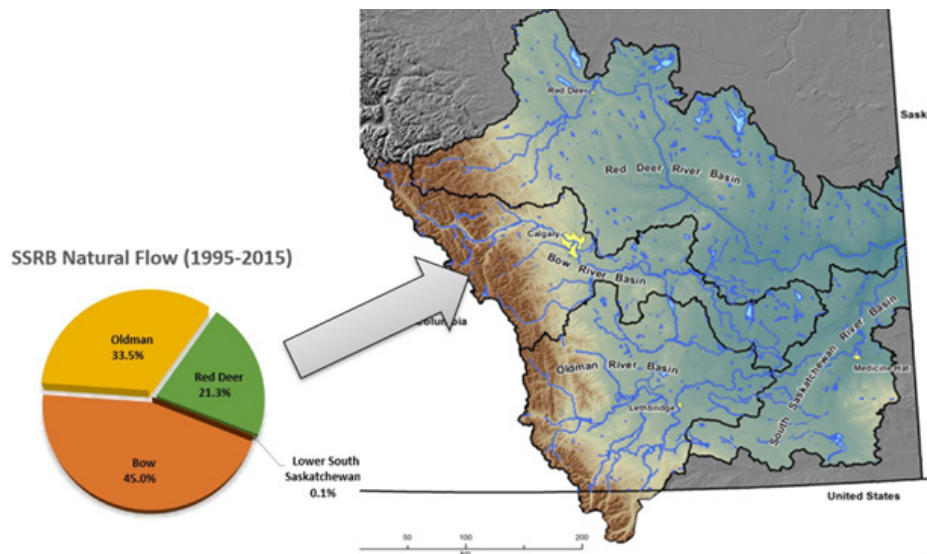 SSRB Natural Flow (1995-2015)
Oldman
33.5%
Red Deer
21.3%
Bow
45.0%
Lower South
Saskatchewan
0.1%
Red Deer
Red Deer River Basin
Calgary
Bow River Basin
Oldman River Basin
Lethbridge
South Saskatchewan River Basin
Medicine Hat
Sask
olumbia
United States
50
100
200
km